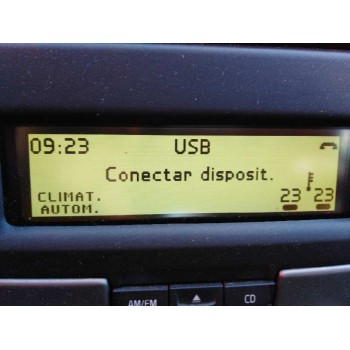 09:23 USB
Conectar disposit.
CLIMAT.
AUTOM.
23 23
AM/FM CD